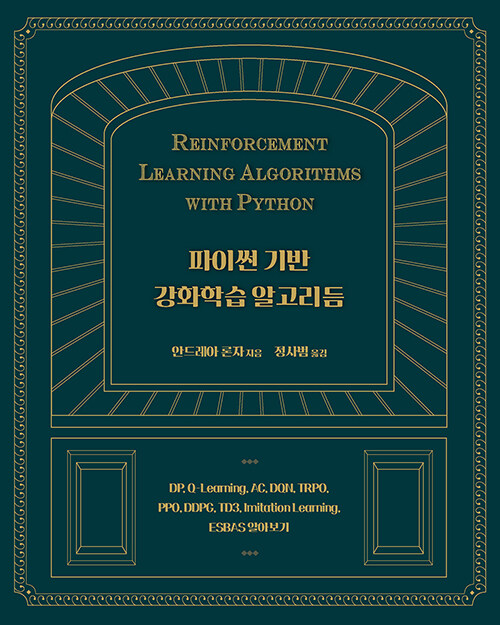 REINFORCEMENT
LEARNING ALGORITHMS
WITH PYTHON
파이썬 기반
강화학습 알고리듬
안드레아 론자 지음 정사범 옮김
DP, Q-Learning, AC, DQN, TRPO,
PPO, DDPG, TD3, Imitation Learning,
ESBAS 알아보기